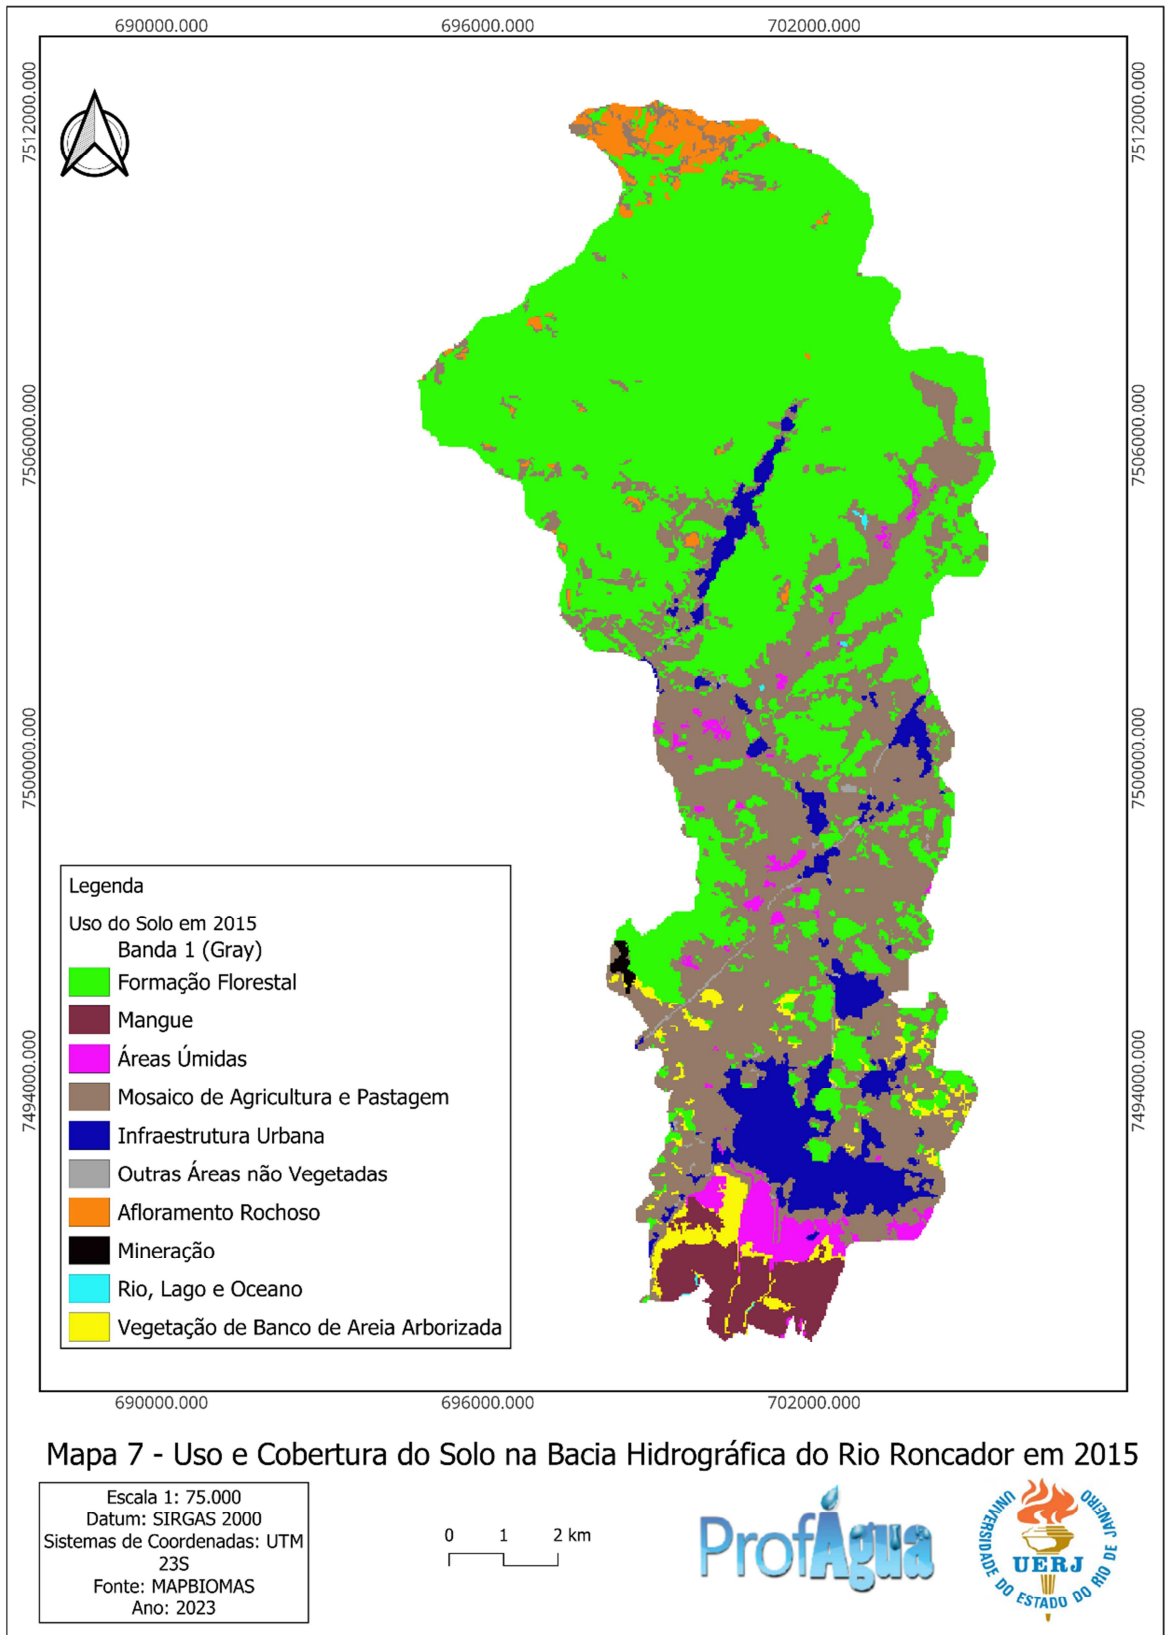 690000.000 696000.000 702000.000
7512000.000 7512000.000
7506000.000 7506000.000
7500000.000 7500000.000
7494000.000 7494000.000
Legenda
Uso do Solo em 2015
Banda 1 (Gray)
Formação Florestal
Mangue
Áreas Úmidas
Mosaico de Agricultura e Pastagem
Infraestrutura Urbana
Outras Áreas não Vegetadas
Afloramento Rochoso
Mineração
Rio, Lago e Oceano
Vegetação de Banco de Areia Arborizada
690000.000 696000.000 702000.000
Mapa 7 - Uso e Cobertura do Solo na Bacia Hidrográfica do Rio Roncador em 2015
Escala 1: 75.000
Datum: SIRGAS 2000
Sistemas de Coordenadas: UTM
23S
Fonte: MAPBIOMAS
Ano: 2023
0 1 2 km
ProfÁgua
UNIVERSIDADE DO ESTADO DO RIO DE JANEIRO
UERJ